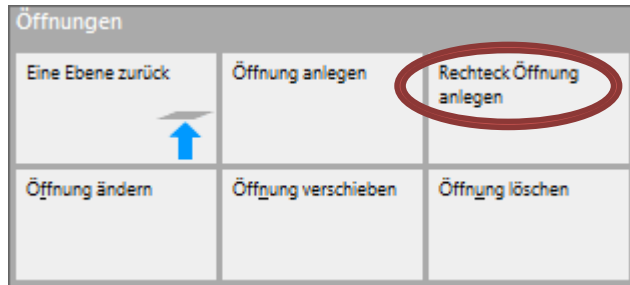 Öffnungen
Eine Ebene zurück
Öffnung anlegen
Rechteck Öffnung
anlegen
Öffnung ändern
Öffnung verschieben
Öffnung löschen